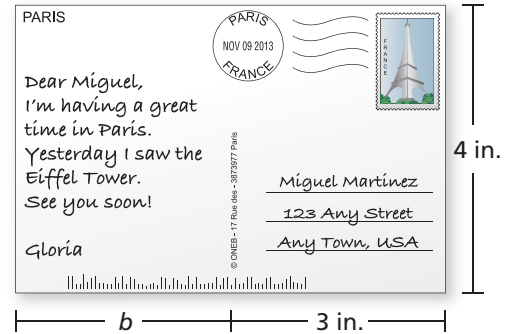 PARIS
PARIS
NOV 09 2013
FRANCE
FRANCE
Dear Miguel,
I'm having a great
time in Paris.
Yesterday I saw the
Eiffel Tower.
See you soon!
Gloria
© ONEB - 17 Rue des - 3873977 Paris
Miguel Martinez
123 Any Street
Any Town, USA
4 in.
b
3 in.